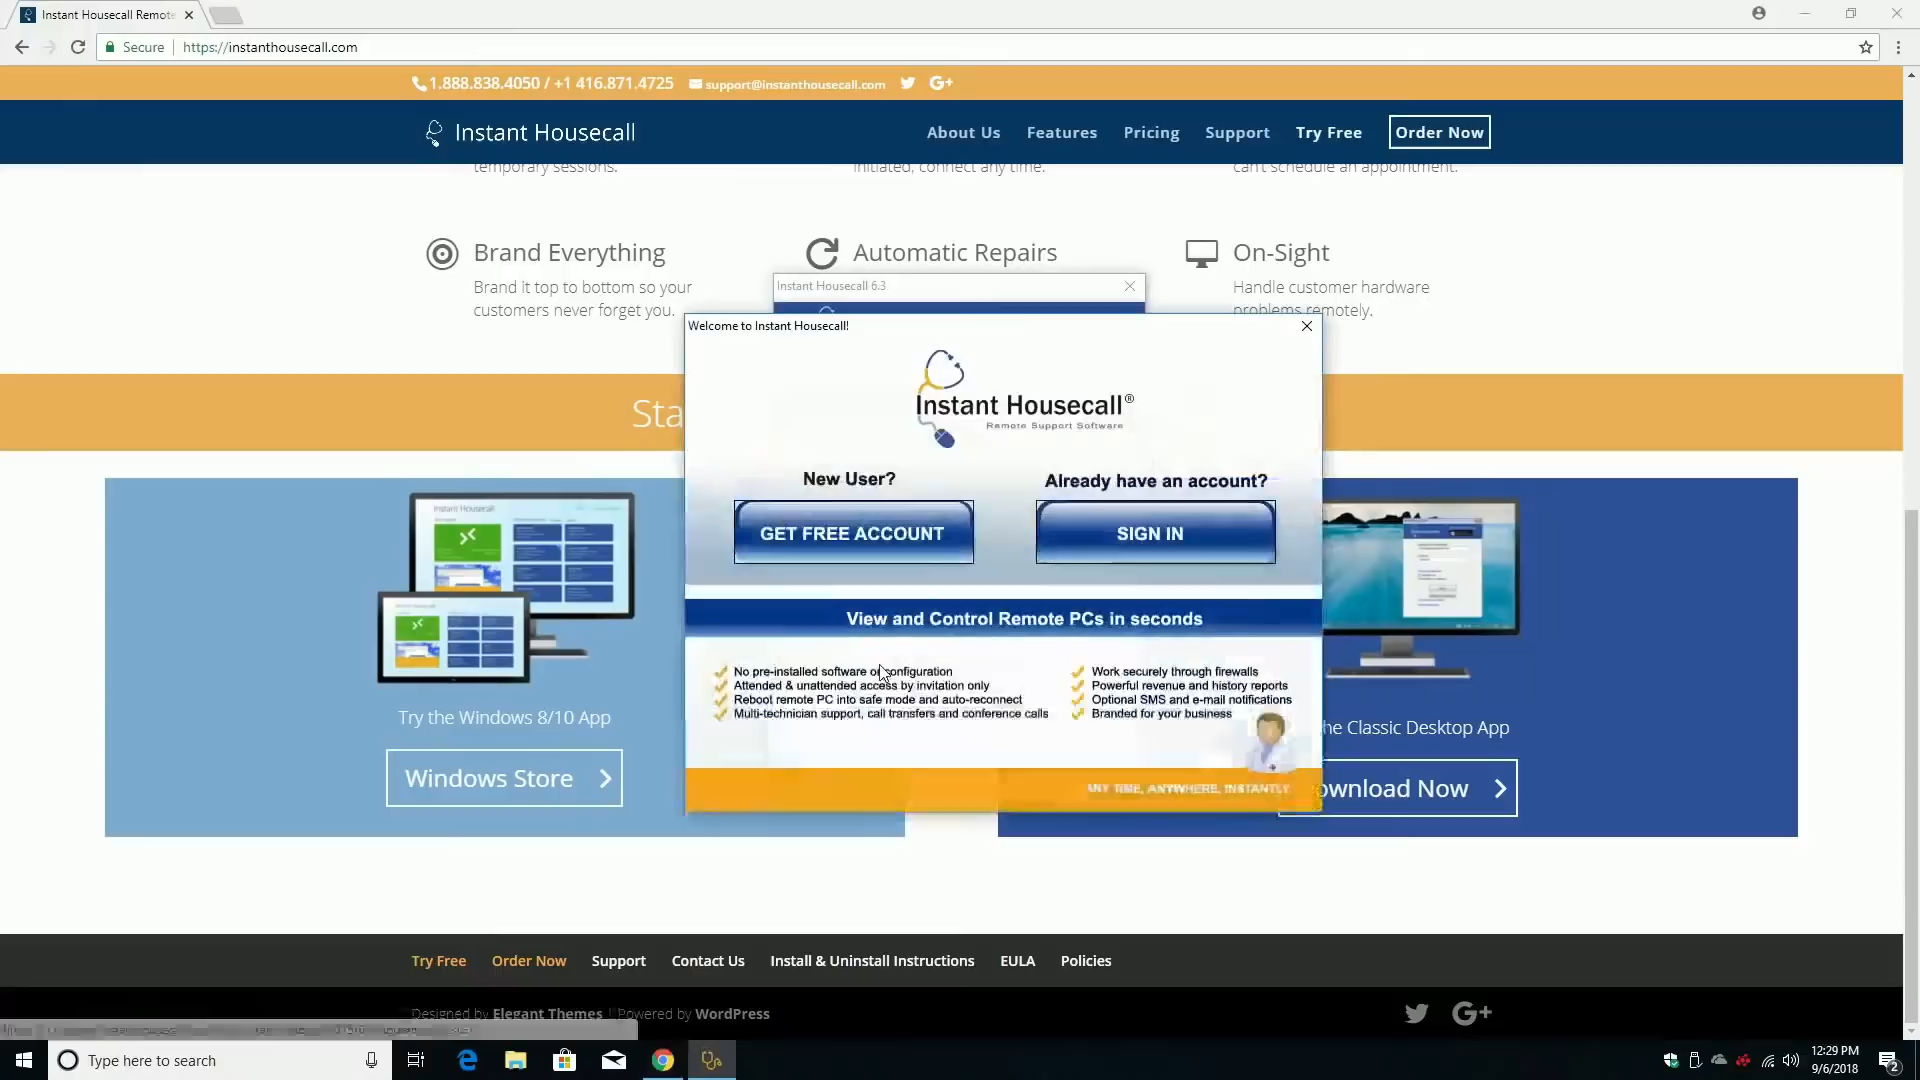 Instant Housecall Remote
Secure https://instanthousecall.com
1.888.838.4050 / +1 416.871.4725 support@instanthousecall.com G+
Instant Housecall
About Us Features Pricing Support Try Free Order Now
temporary sessions.
initiated, connect any time.
can't schedule an appointment.
Brand Everything
Brand it top to bottom so your
customers never forget you.
Automatic Repairs
On-Sight
Handle customer hardware
problems remotely.
Instant Housecall 6.3
Welcome to Instant Housecall!
Instant Housecall®
Remote Support Software
New User?
GET FREE ACCOUNT
Already have an account?
SIGN IN
View and Control Remote PCs in seconds
No pre-installed software or configuration
Attended & unattended access by invitation only
Reboot remote PC into safe mode and auto-reconnect
Multi-technician support, call transfers and conference calls
Work securely through firewalls
Powerful revenue and history reports
Optional SMS and e-mail notifications
Branded for your business
ANY TIME, ANYWHERE, INSTANTLY
Sta
Instant Housecall
Try the Windows 8/10 App
Windows Store
he Classic Desktop App
ownload Now
Try Free Order Now Support Contact Us Install & Uninstall Instructions EULA Policies
Designed by Elegant Themes | Powered by WordPress
G+
Type here to search
12:29 PM
9/6/2018
2